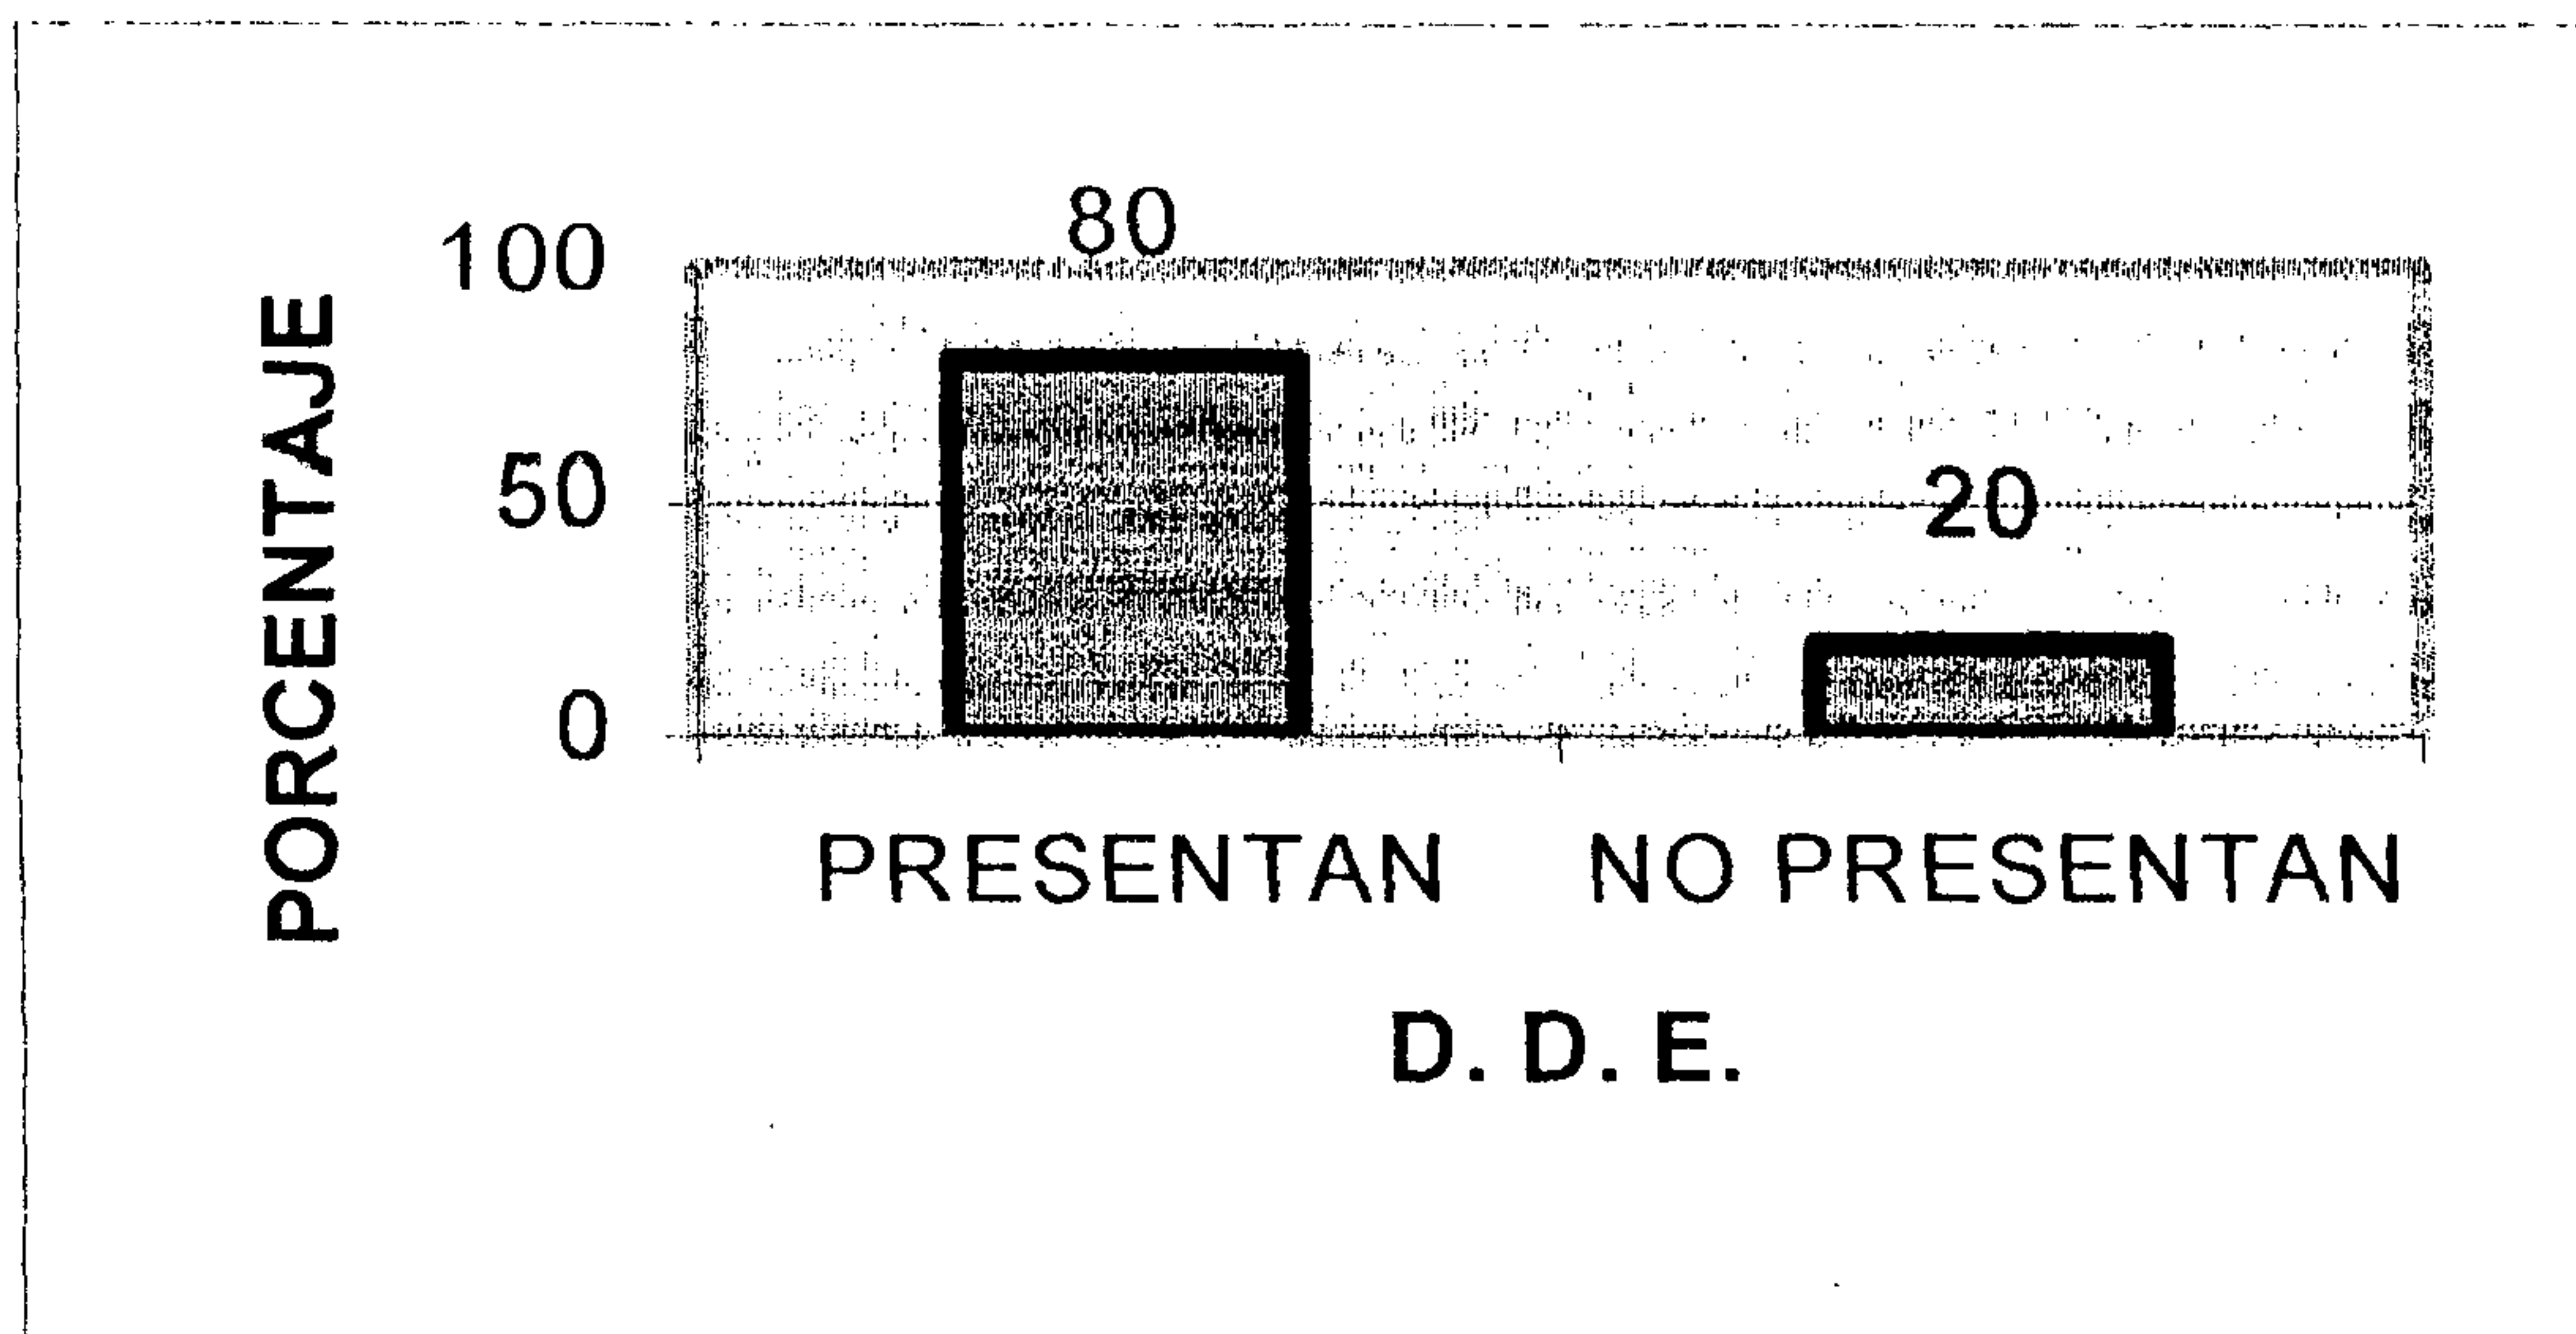 80
100
50
20
0
PORCENTAJE
PRESENTAN
NO PRESENTAN
D. D. E.